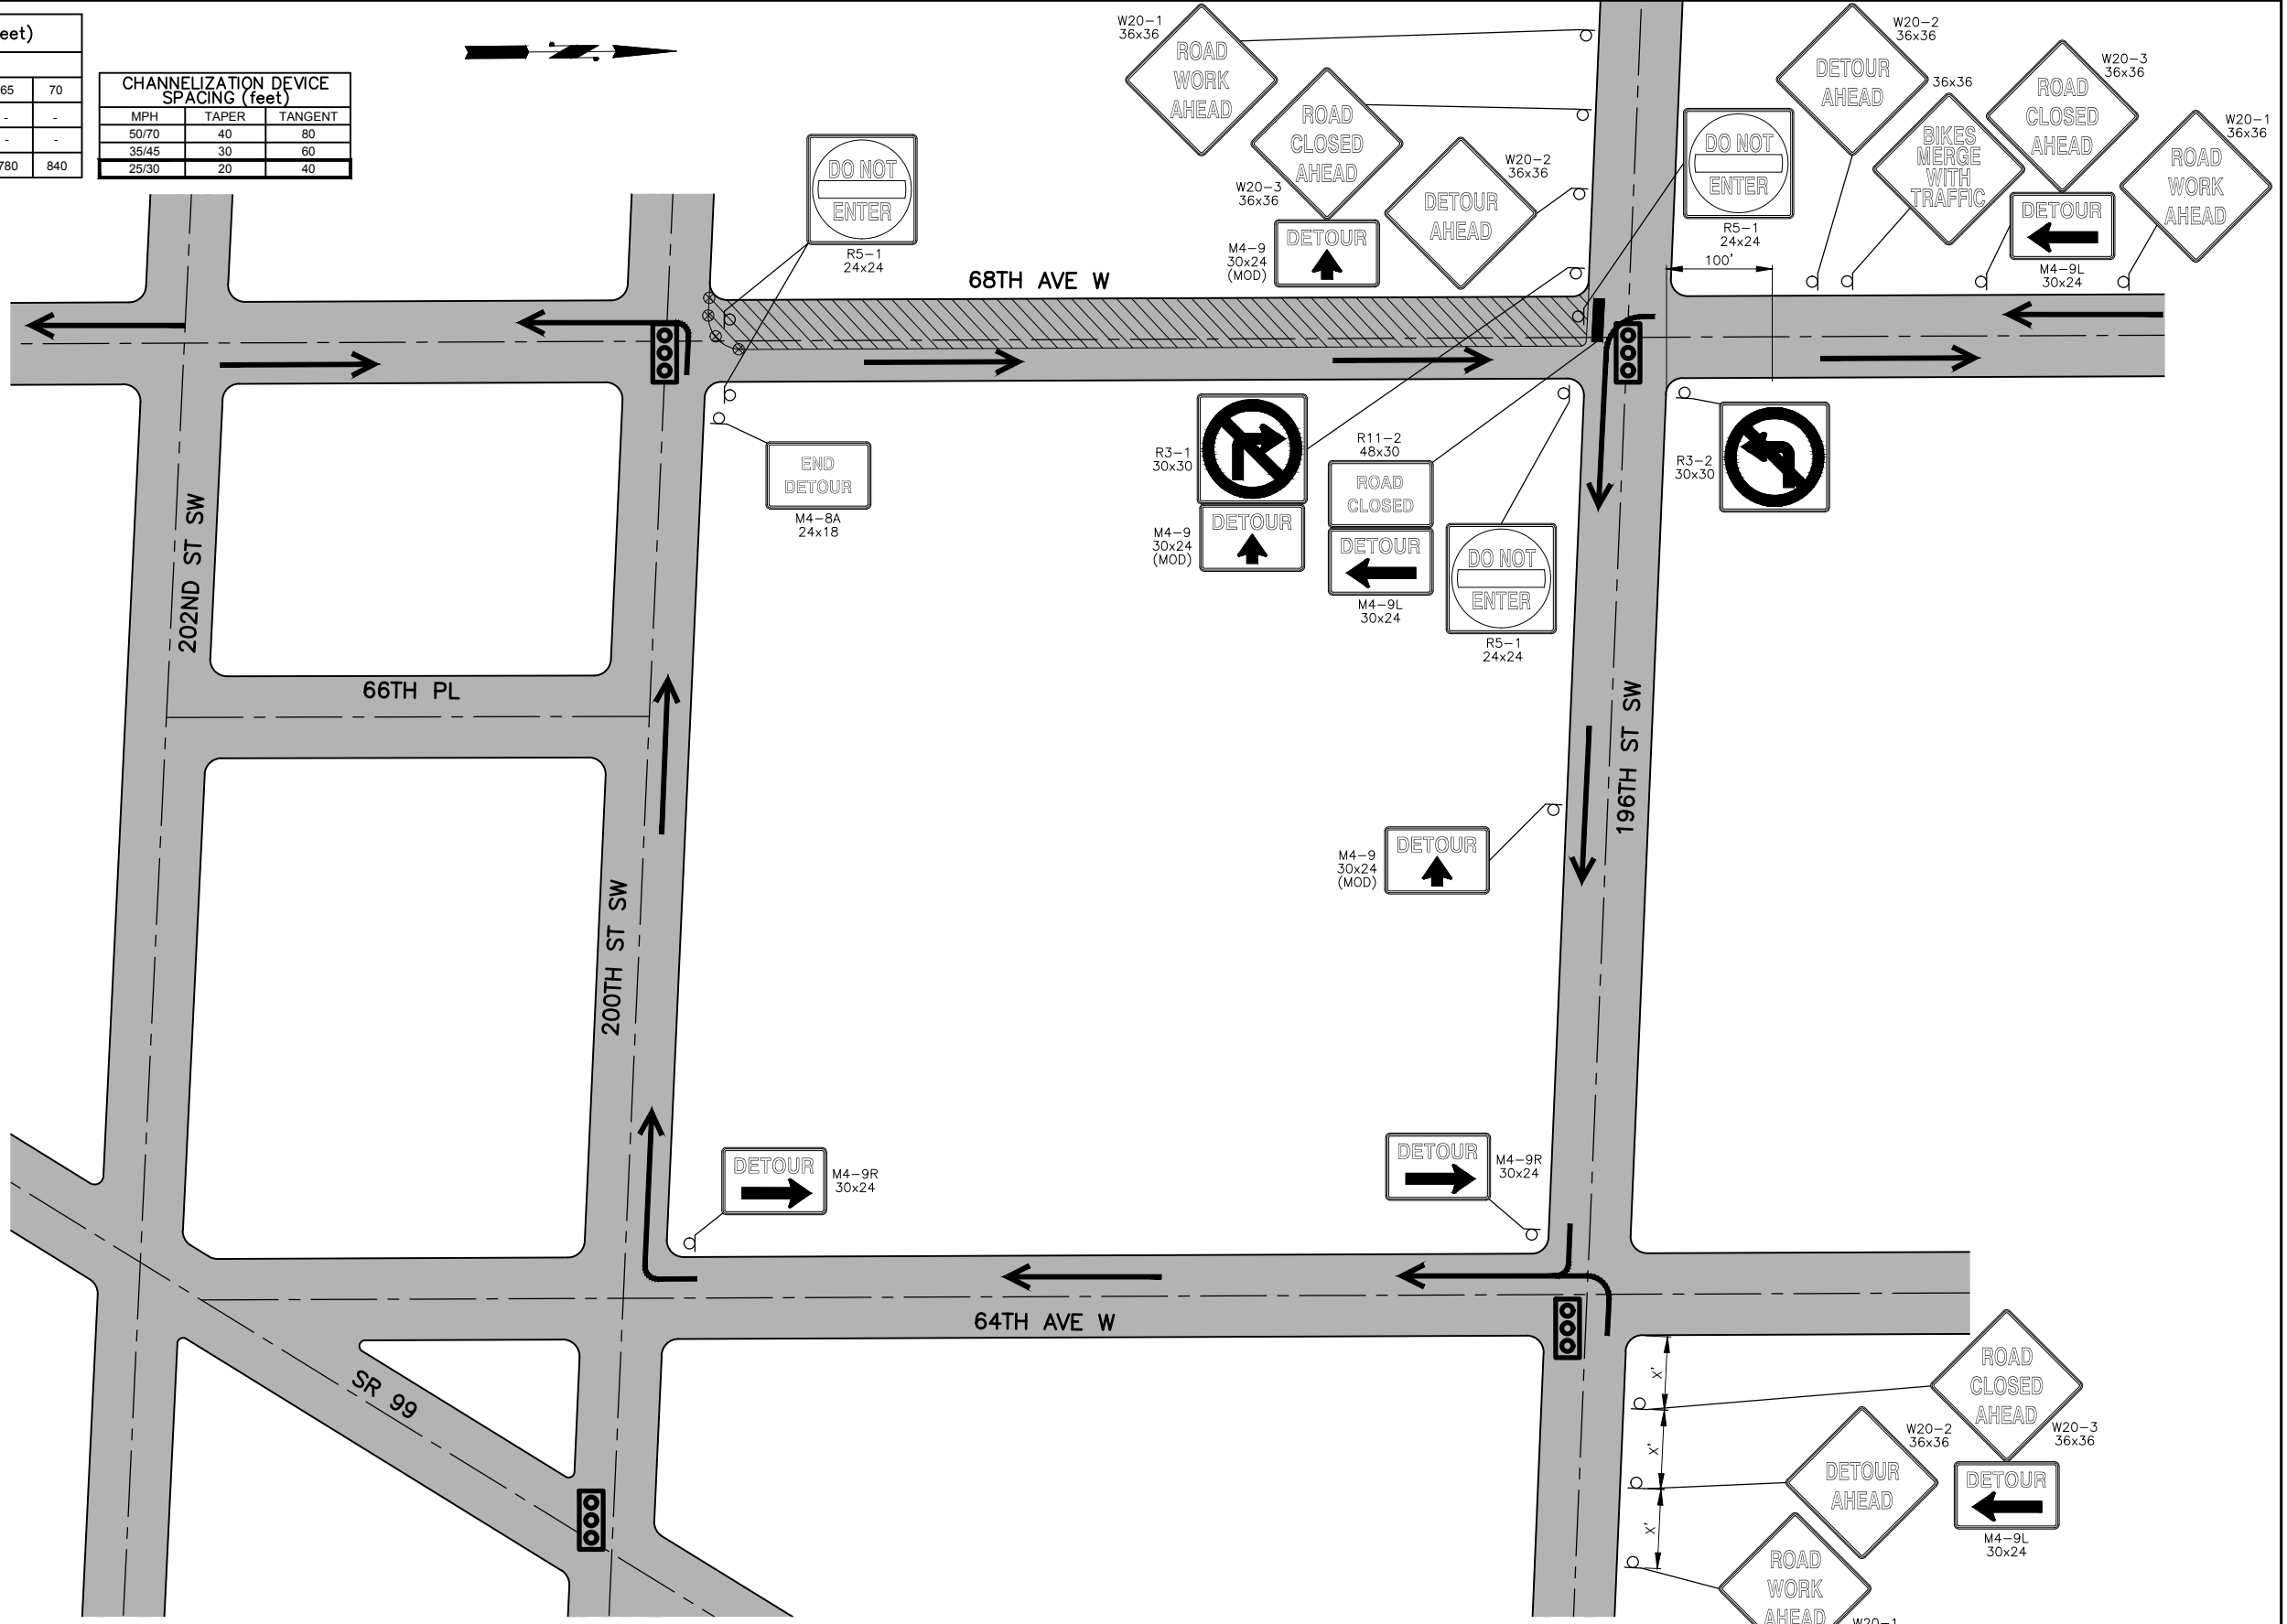 eet)
65 70
- -
- -
780 840
CHANNELIZATION DEVICE
SPACING (feet)
MPH TAPER TANGENT
50/70 40 80
35/45 30 60
25/30 20 40
DO NOT
ENTER
R5-1
24x24
W20-1
36x36
ROAD
WORK
AHEAD
ROAD
CLOSED
AHEAD
W20-3
36x36
M4-9
30x24
(MOD)
DETOUR
W20-2
36x36
DETOUR
AHEAD
DO NOT
ENTER
R5-1
24x24
100'
W20-2
36x36
DETOUR
AHEAD
36x36
BIKES
MERGE
WITH
TRAFFIC
W20-3
36x36
ROAD
CLOSED
AHEAD
DETOUR
M4-9L
30x24
W20-1
36x36
ROAD
WORK
AHEAD
68TH AVE W
END
DETOUR
M4-8A
24x18
R3-1
30x30
M4-9
30x24
(MOD)
DETOUR
R11-2
48x30
ROAD
CLOSED
DETOUR
M4-9L
30x24
DO NOT
ENTER
R5-1
24x24
R3-2
30x30
202ND ST SW
66TH PL
200TH ST SW
196TH ST SW
M4-9
30x24
(MOD)
DETOUR
DETOUR
M4-9R
30x24
DETOUR
M4-9R
30x24
64TH AVE W
SR 99
X'
X'
X'
ROAD
CLOSED
AHEAD
W20-3
36x36
W20-2
36x36
DETOUR
AHEAD
DETOUR
M4-9L
30x24
ROAD
WORK
AHEAD
W20-1